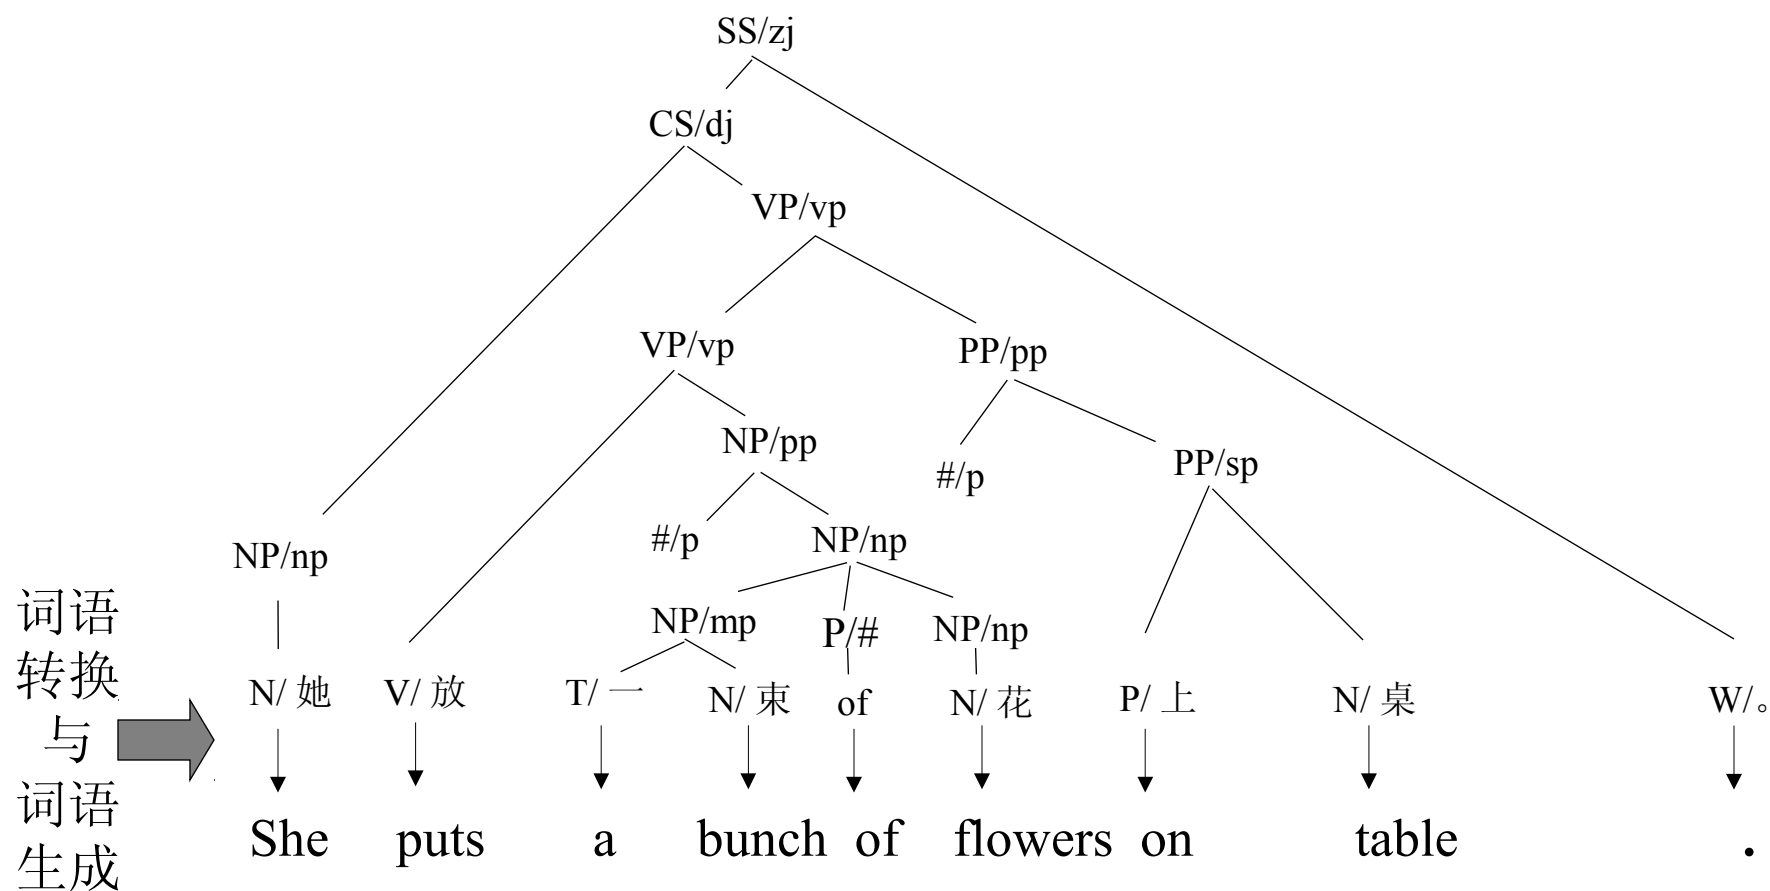 SS/zj
CS/dj
VP/vp
VP/vp
PP/pp
NP/pp
#/p
PP/sp
NP/np
#/p
NP/np
NP/mp
P/#
NP/np
词语
转换
与
词语
生成
N/ 她
V/ 放
T/ 一
N/ 束
of
N/ 花
P/ 上
N/ 桌
W/。
She puts a bunch of flowers on table .